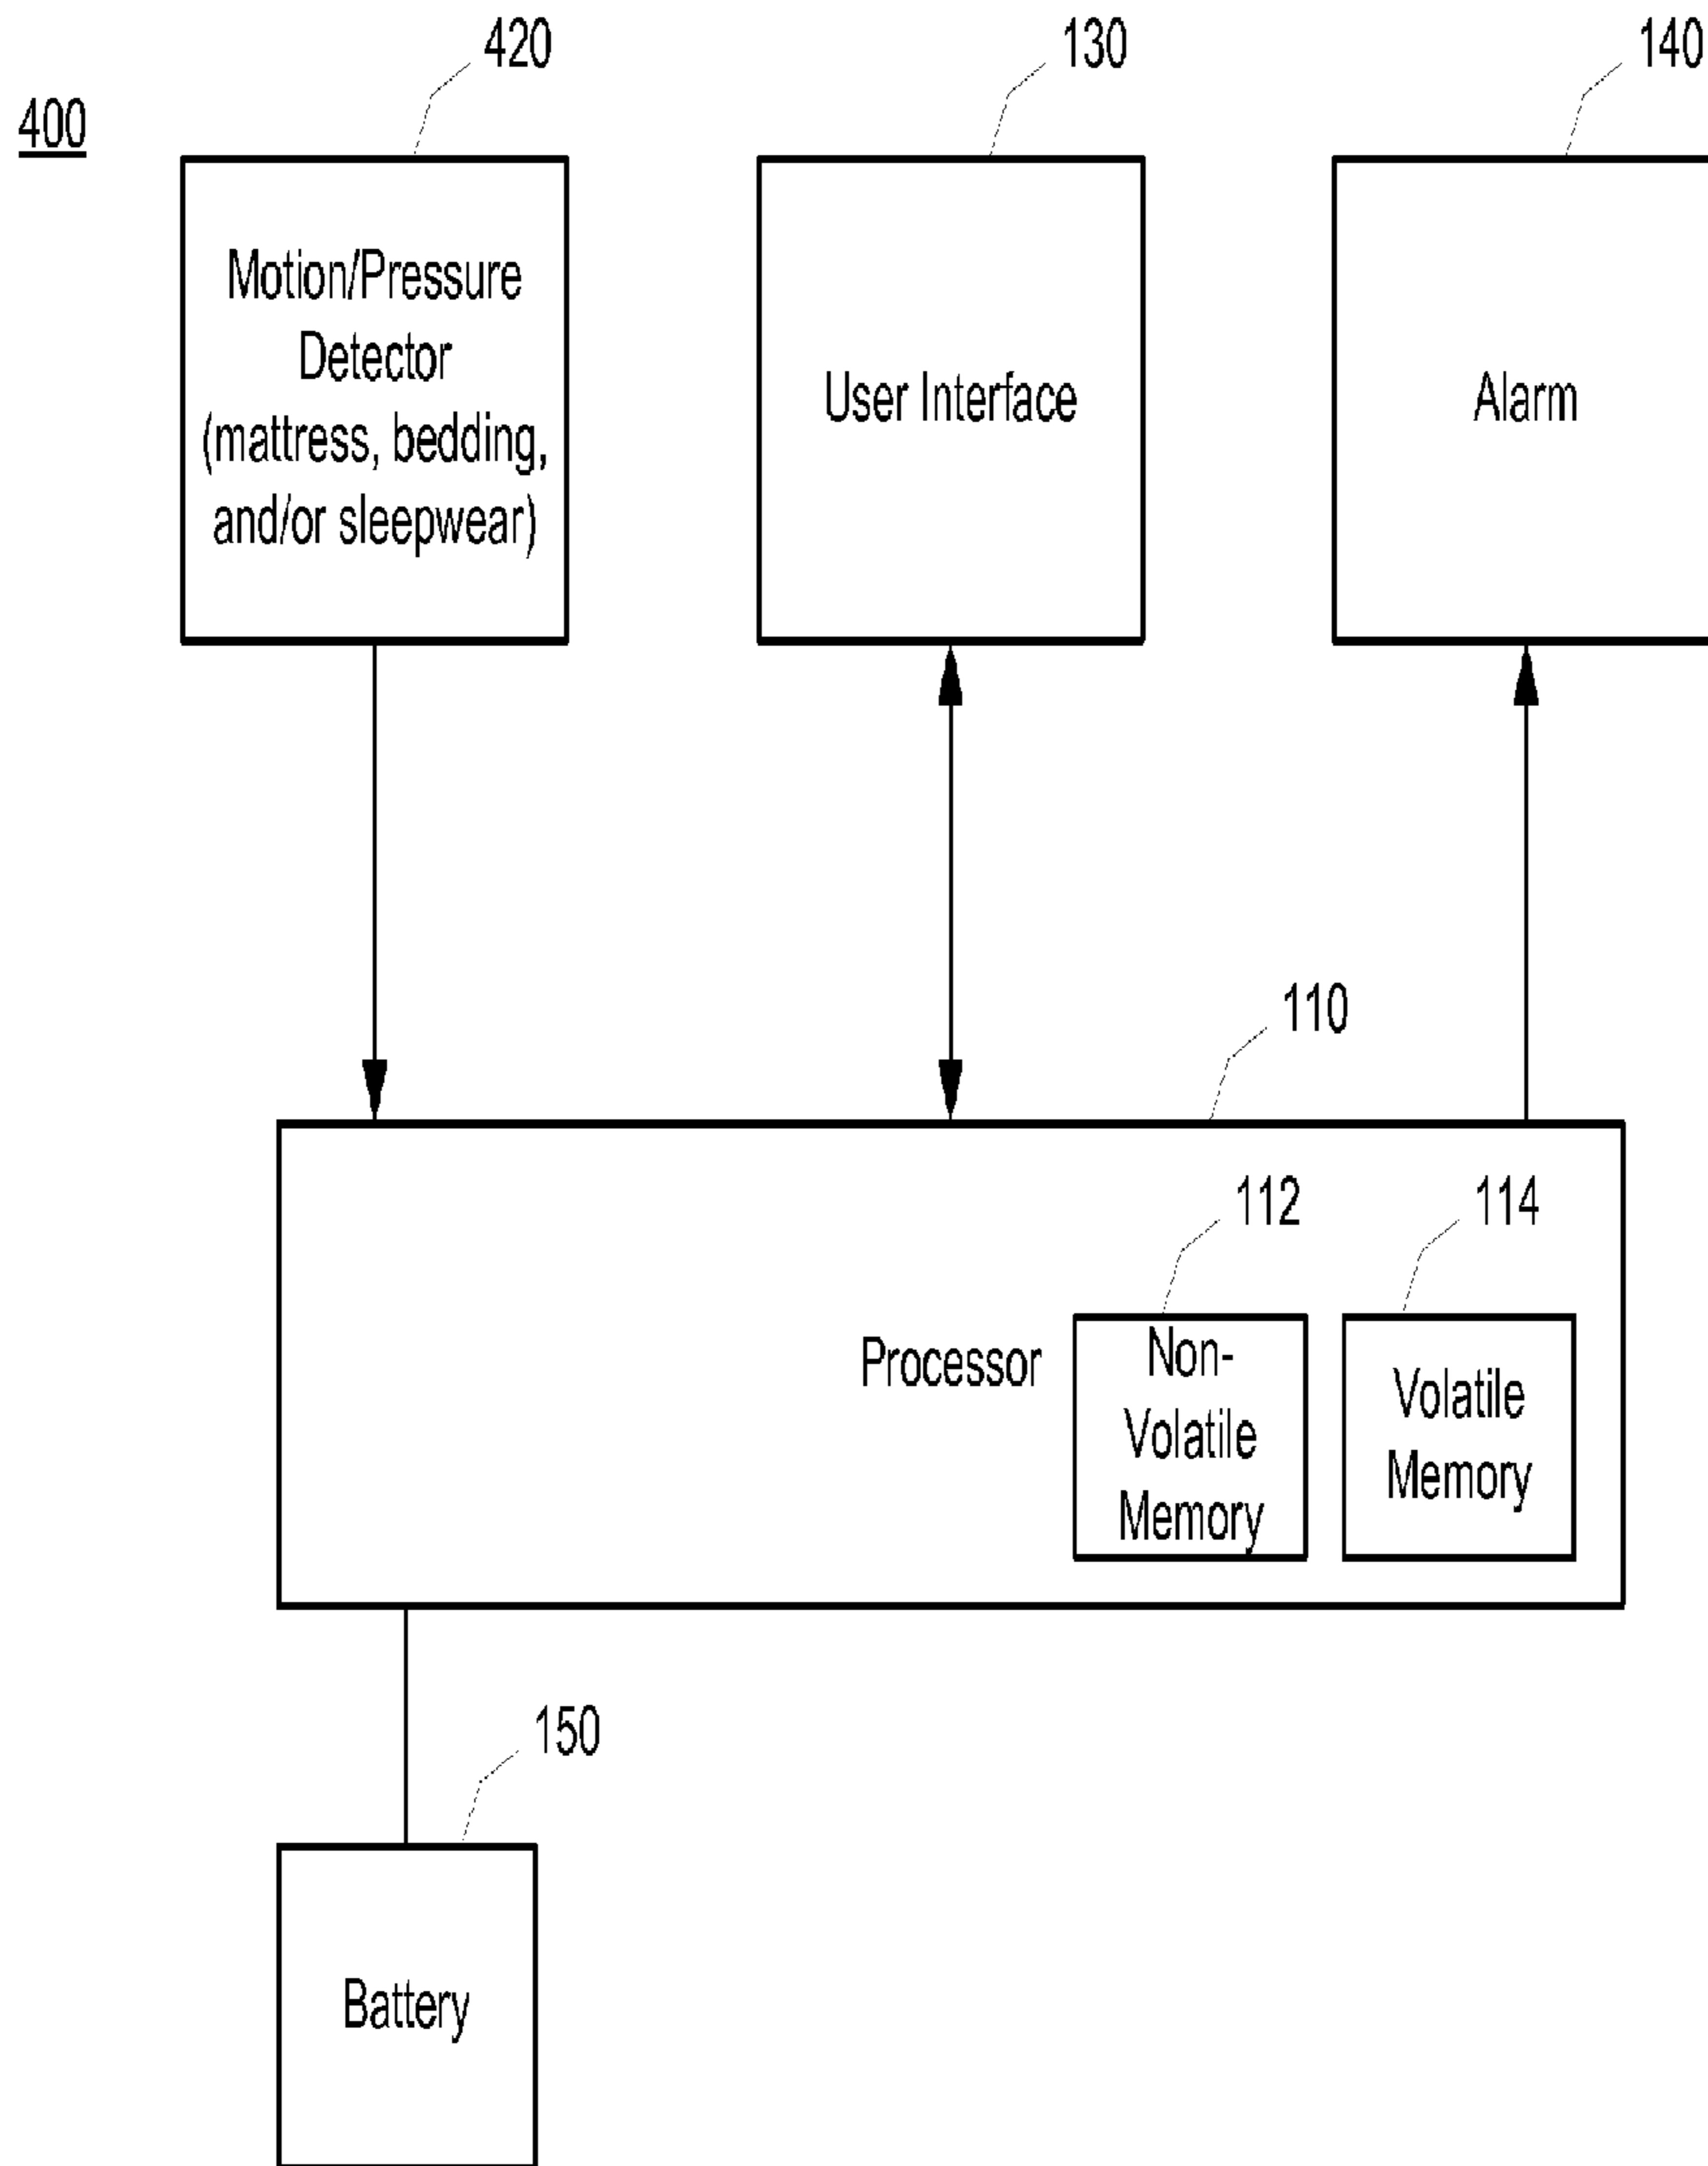 420
130
140
400
Motion/Pressure
Detector
(mattress, bedding,
and/or sleepwear)
User Interface
Alarm
110
112
114
Processor
Non-
Volatile
Memory
Volatile
Memory
150
Battery